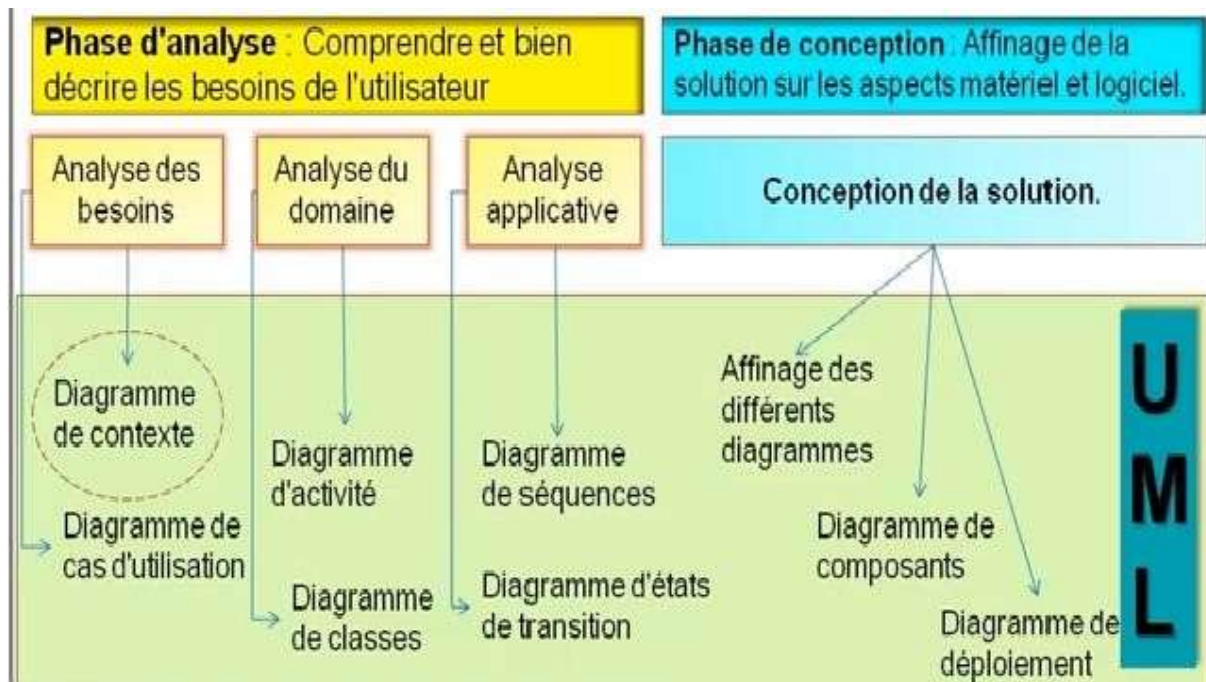 Phase d'analyse : Comprendre et bien
décrire les besoins de l'utilisateur
Phase de conception : Affinage de la
solution sur les aspects matériel et logiciel.
Analyse des
besoins
Analyse du
domaine
Analyse
applicative
Conception de la solution.
Diagramme
de contexte
Diagramme de
cas d'utilisation
Diagramme
d'activité
Diagramme
de classes
Diagramme
de séquences
Diagramme d'états
de transition
Affinage des
différents
diagrammes
Diagramme de
composants
Diagramme de
déploiement
U
M
L